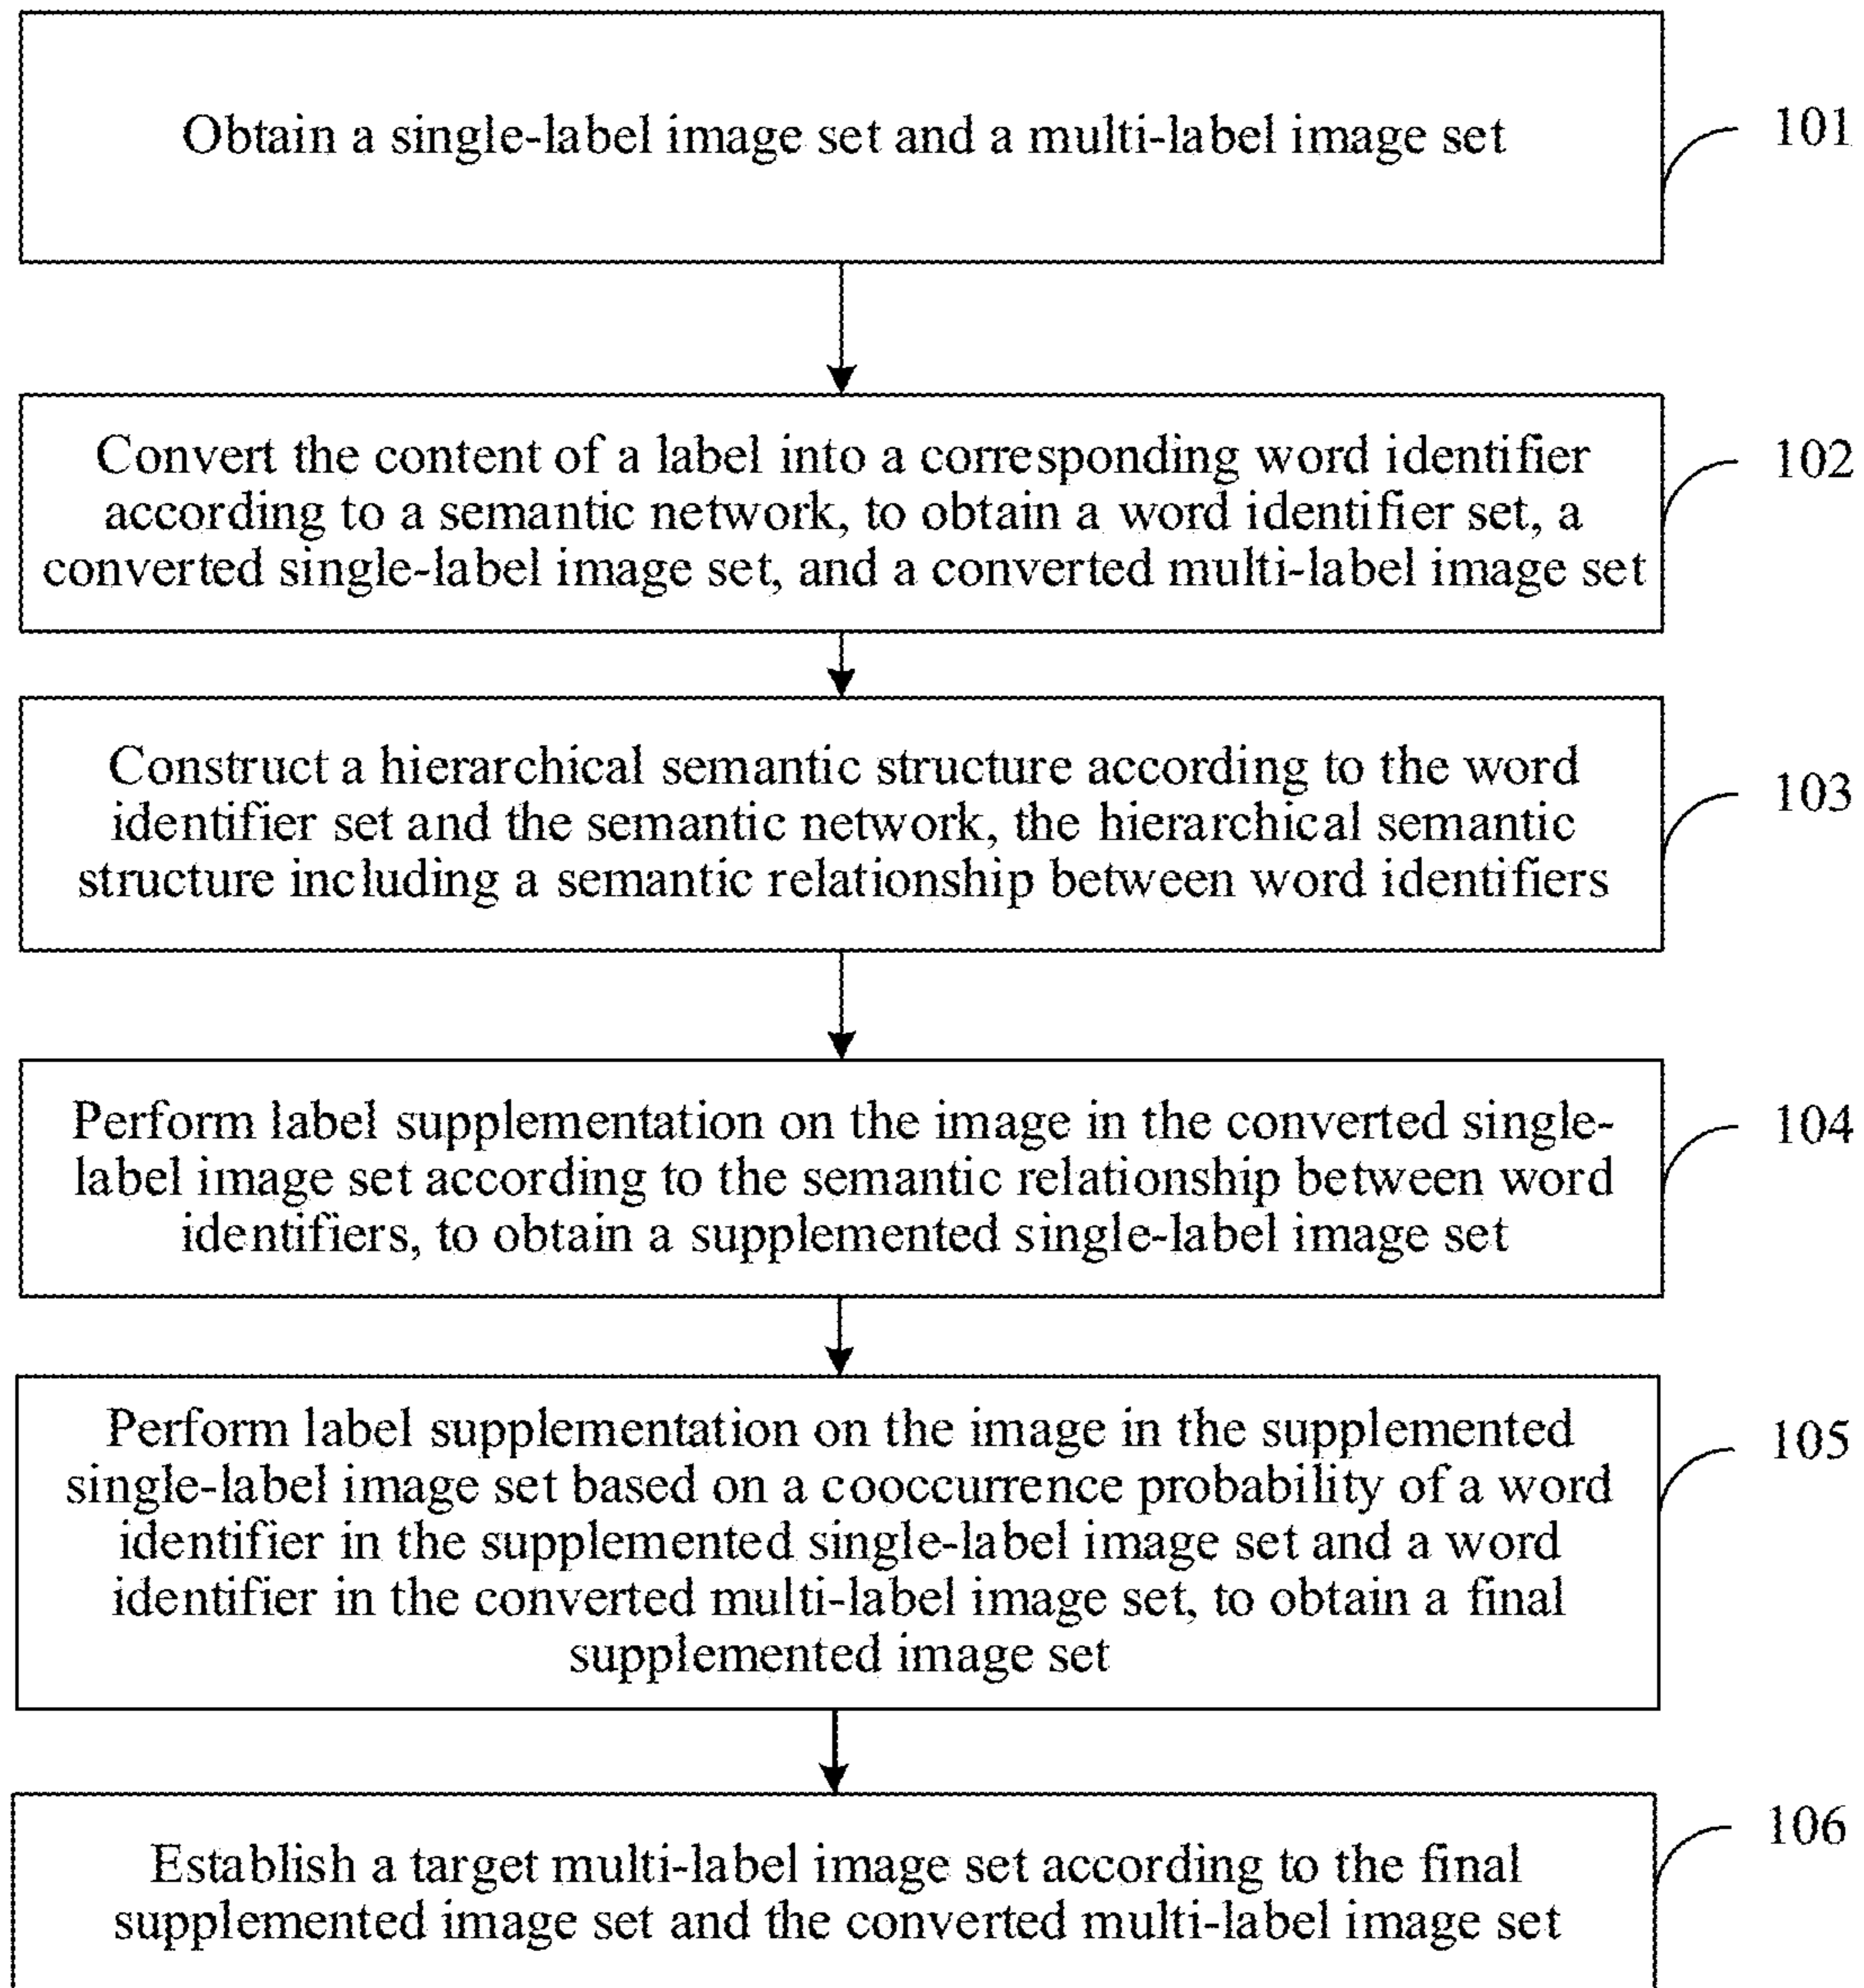 Obtain a single-label image set and a multi-label image set
101
Convert the content of a label into a corresponding word identifier
according to a semantic network, to obtain a word identifier set, a
converted single-label image set, and a converted multi-label image set
102
Construct a hierarchical semantic structure according to the word
identifier set and the semantic network, the hierarchical semantic
structure including a semantic relationship between word identifiers
103
Perform label supplementation on the image in the converted single-
label image set according to the semantic relationship between word
identifiers, to obtain a supplemented single-label image set
104
Perform label supplementation on the image in the supplemented
single-label image set based on a cooccurrence probability of a word
identifier in the supplemented single-label image set and a word
identifier in the converted multi-label image set, to obtain a final
supplemented image set
105
Establish a target multi-label image set according to the final
supplemented image set and the converted multi-label image set
106